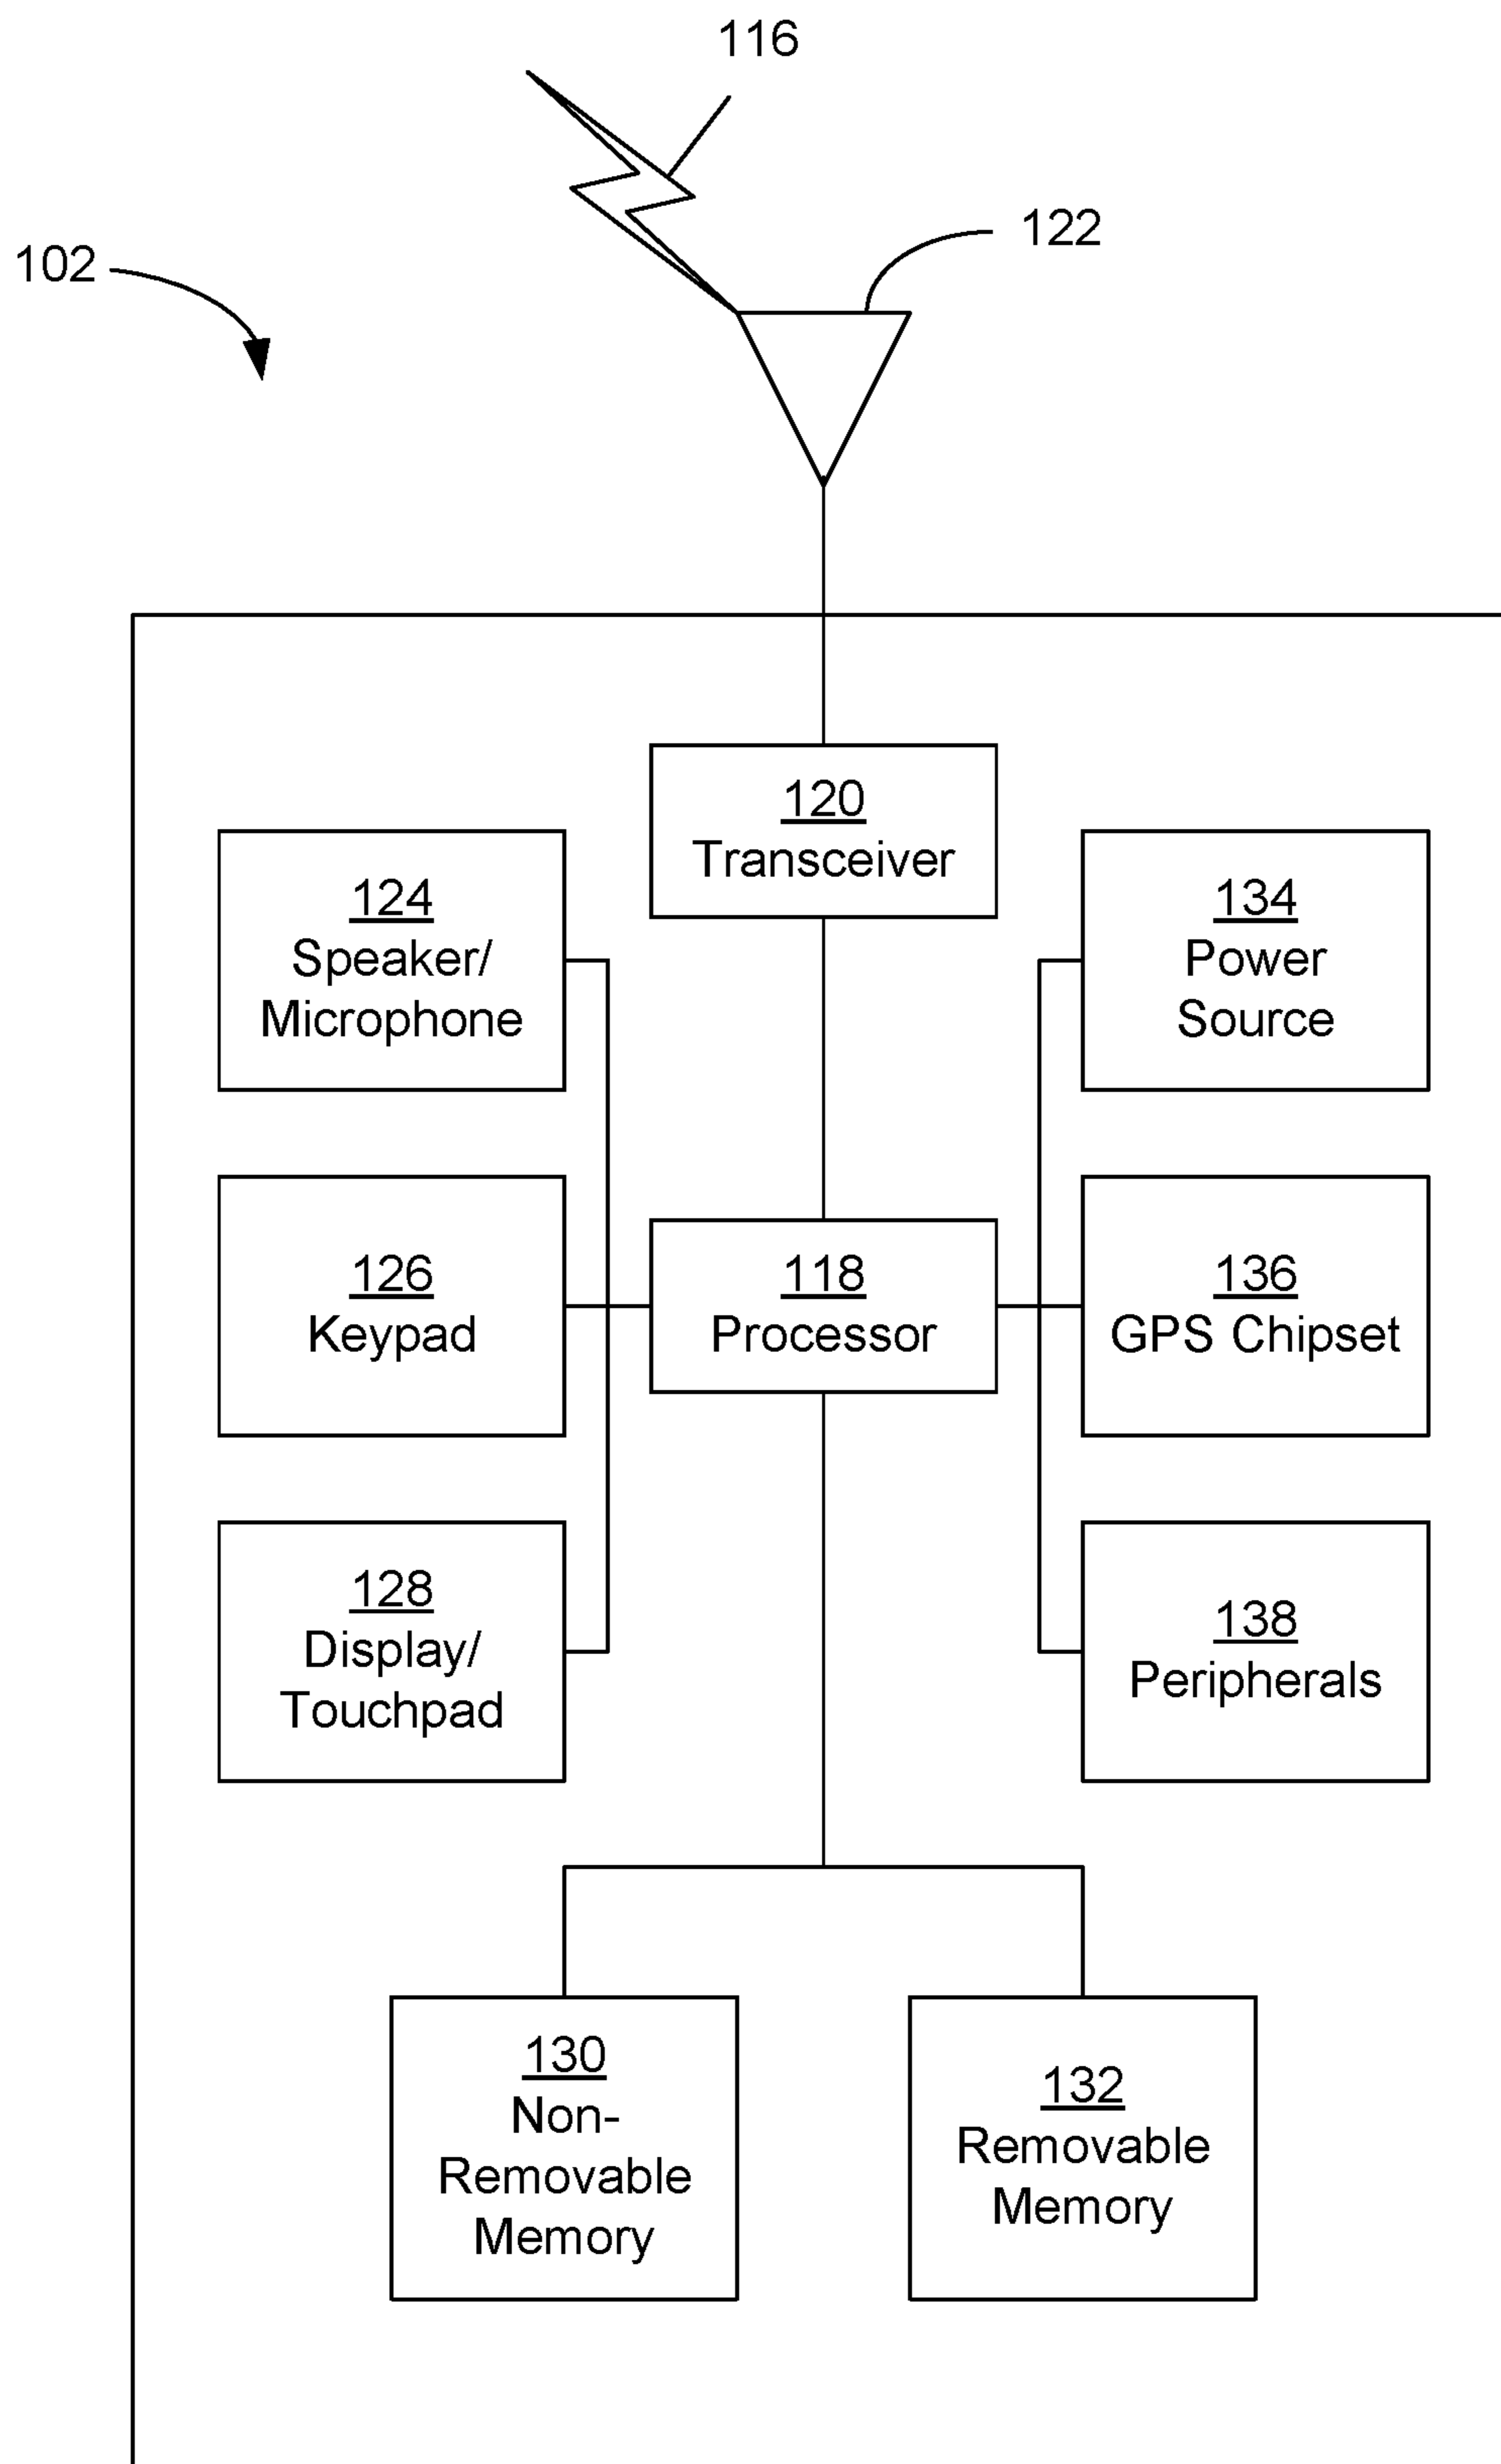 116
122
102
120
Transceiver
124
Speaker/
Microphone
134
Power
Source
126
Keypad
118
Processor
136
GPS Chipset
128
Display/
Touchpad
138
Peripherals
130
Non-
Removable
Memory
132
Removable
Memory